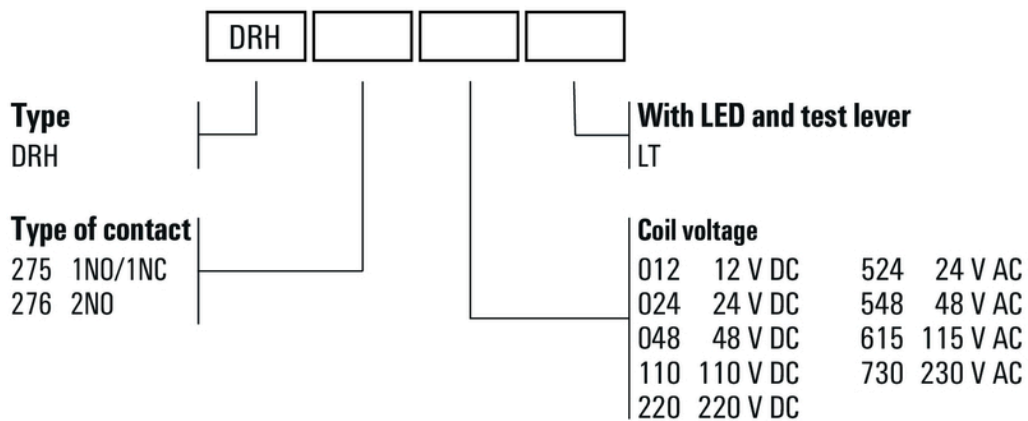 DRH
Type
DRH
With LED and test lever
LT
Type of contact
275 1NO/1NC
276 2NO
Coil voltage
012 12 V DC 524 24 V AC
024 24 V DC 548 48 V AC
048 48 V DC 615 115 V AC
110 110 V DC 730 230 V AC
220 220 V DC